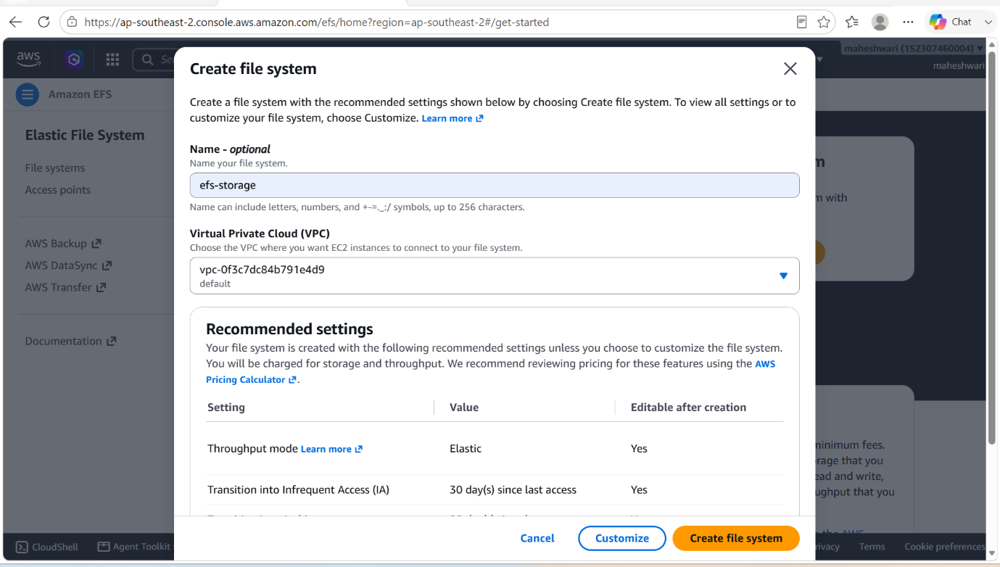 https://ap-southeast-2.console.aws.amazon.com/efs/home?region=ap-southeast-2#/get-started
Chat
aws
maheshwari (152307460004)
maheshwari
Amazon EFS
Elastic File System
File systems
Access points
AWS Backup
AWS DataSync
AWS Transfer
Documentation
Create file system
Create a file system with the recommended settings shown below by choosing Create file system. To view all settings or to
customize your file system, choose Customize. Learn more
Name - optional
Name your file system.
efs-storage
Name can include letters, numbers, and +-=._:/ symbols, up to 256 characters.
Virtual Private Cloud (VPC)
Choose the VPC where you want EC2 instances to connect to your file system.
vpc-0f3c7dc84b791e4d9
default
Recommended settings
Your file system is created with the following recommended settings unless you choose to customize the file system.
You will be charged for storage and throughput. We recommend reviewing pricing for these features using the AWS
Pricing Calculator.
Setting Value Editable after creation
Throughput mode Learn more Elastic Yes
Transition into Infrequent Access (IA) 30 day(s) since last access Yes
Cancel Customize Create file system
m with
minimum fees.
that you
and write,
that you
AWS
CloudShell Agent Toolkit Terms Cookie preferences